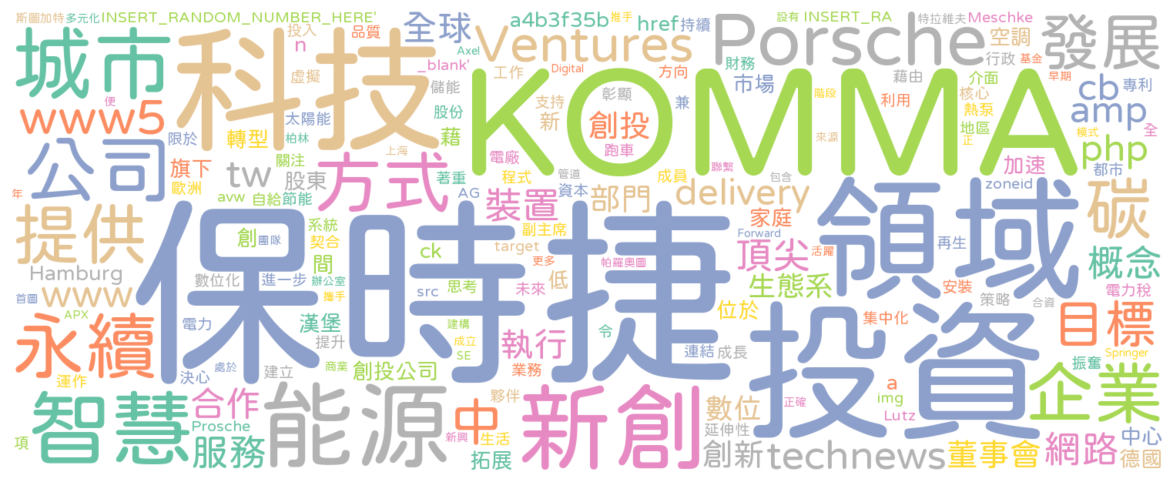 斯圖加特 多元化 INSERT_RANDOM_NUMBER_HERE' 投入 品質 全球 a4b3f35b 推手 href 持續 設有 INSERT_RA 特拉維夫 Meschke
城市 科技 n Ventures Porsche 空調 行政 基金 早期 發展
_blank' 虛擬 儲能 工作 Axel Digital 方向 財務 市場 藉由 介面 階段
www5 KOMMA 支持 彰顯 兼 利用 核心 專利 cb amp
限於 轉型 太陽能 柏林 股份 藉 新 創投 跑車 熱泵 地區 來源 正 模式 全 便
公司 旗下 關注 上海 方式 電廠 聯繫 加速 php
歐洲 tw 股東 著重 程式 管道 成員 包含 都市
年 avw 自給 節能 AG 裝置 資本 部門 delivery zoneid 碳
提供 保時捷 領域 創 團隊 系統 契合 副主席 家庭 Forward 再生
Hamburg 間 ck target 更多 低 頂尖 活躍 概念
www 數位化 進一步 辦公室 src 思考 未來 帕羅奧圖 生態系 安裝 電力稅
首圖 APX 攜手 漢堡 位於 策略 合資
永續 電力 提升 建構 執行 令 投資 集中化 目標
成立 SE 業務 連結 成長 振奮 Springer
運作 決心 處於 建立 商業 創投公司 夥伴 a img 企業
智慧 合作 能源 中 新創 數位 正確 Lutz
Prosche 新興 生活 延伸性 中心
項 服務 拓展 創新 technews 董事會 網路 德國